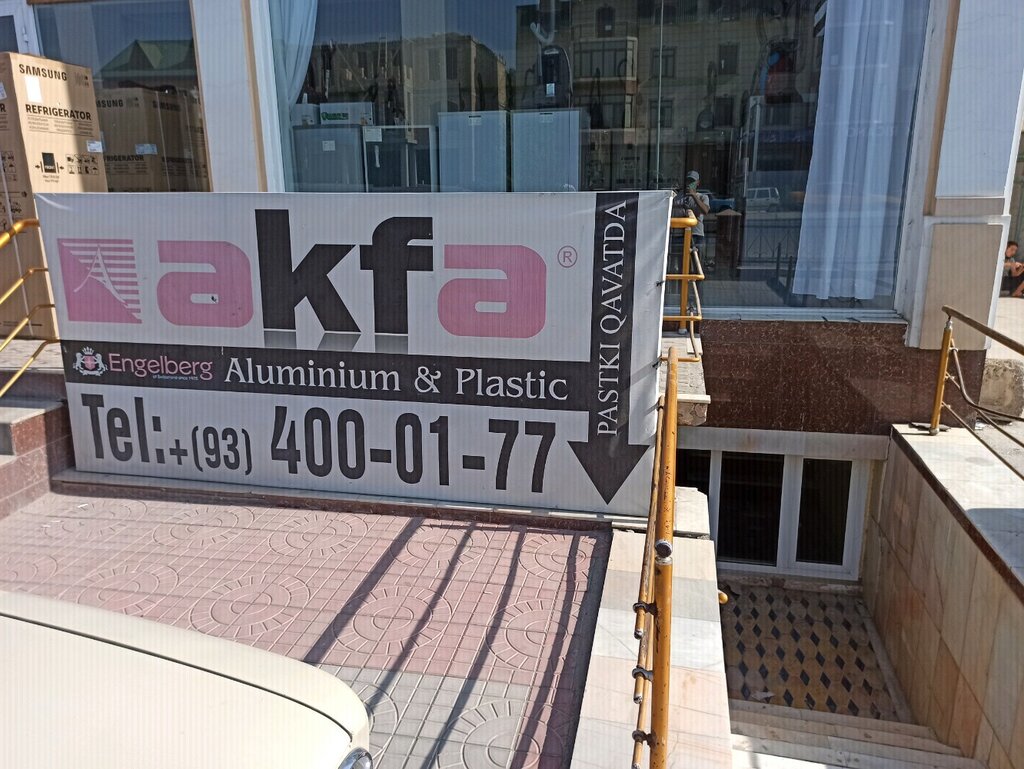 SAMSUNG
REFRIGERATOR
SAMSUNG
REFRIGERATOR
akfa®
Engelberg Aluminium & Plastic
Tel:+(93) 400-01-77
PASTKI QAVATDA